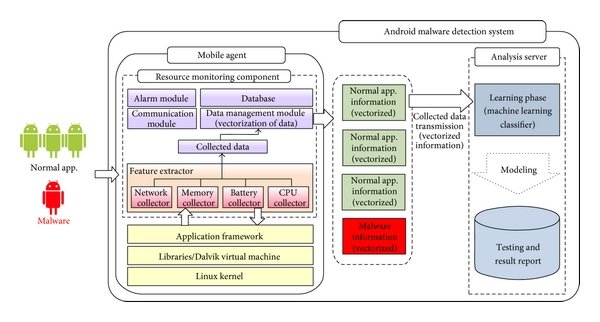 Android malware detection system
Mobile agent
Analysis server
Resource monitoring component
Alarm module
Database
Communication
module
Data management module
(vectorization of data)
Collected data
Feature extractor
Network
collector
Memory
collector
Battery
collector
CPU
collector
Application framework
Libraries/Dalvik virtual machine
Linux kernel
Normal app.
Malware
Normal app.
information
(vectorized)
Normal app.
information
(vectorized)
Normal app.
information
(vectorized)
Malware
information
(vectorized)
Collected data
transmission
(vectorized
information)
Learning phase
(machine learning
classifier)
Modeling
Testing and
result report